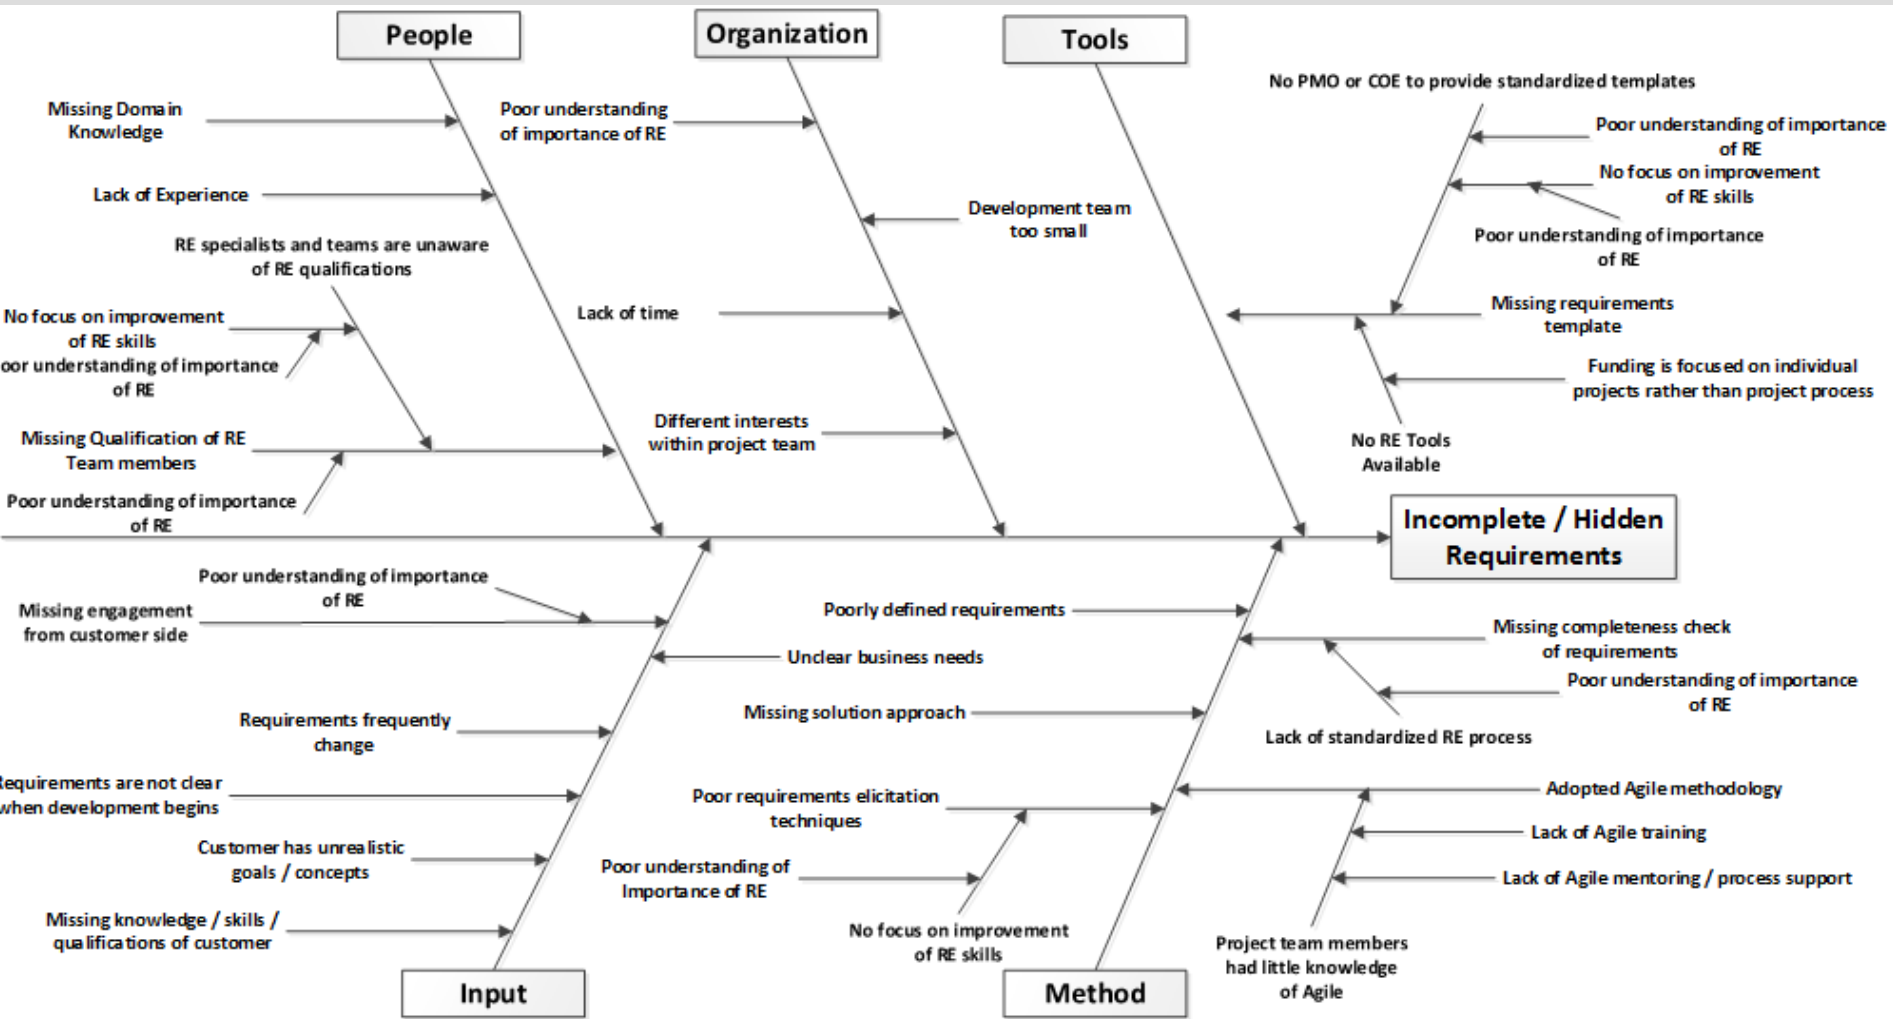 People
Organization
Tools
No PMO or COE to provide standardized templates
Missing Domain
Knowledge
Poor understanding
of importance of RE
Poor understanding of importance
of RE
No focus on improvement
of RE skills
Lack of Experience
Development team
too small
Poor understanding of importance
of RE
RE specialists and teams are unaware
of RE qualifications
No focus on improvement
of RE skills
oor understanding of importance
of RE
Lack of time
Missing requirements
template
Funding is focused on individual
projects rather than project process
Different interests
within project team
No RE Tools
Available
Missing Qualification of RE
Team members
Poor understanding of importance
of RE
Incomplete / Hidden
Requirements
Poor understanding of importance
of RE
Missing engagement
from customer side
Poorly defined requirements
Missing completeness check
of requirements
Unclear business needs
Poor understanding of importance
of RE
Missing solution approach
Lack of standardized RE process
Requirements frequently
change
Requirements are not clear
when development begins
Poor requirements elicitation
techniques
Adopted Agile methodology
Lack of Agile training
Customer has unrealistic
goals / concepts
Poor understanding of
Importance of RE
Lack of Agile mentoring / process support
Missing knowledge / skills /
qualifications of customer
No focus on improvement
of RE skills
Project team members
had little knowledge
of Agile
Input
Method